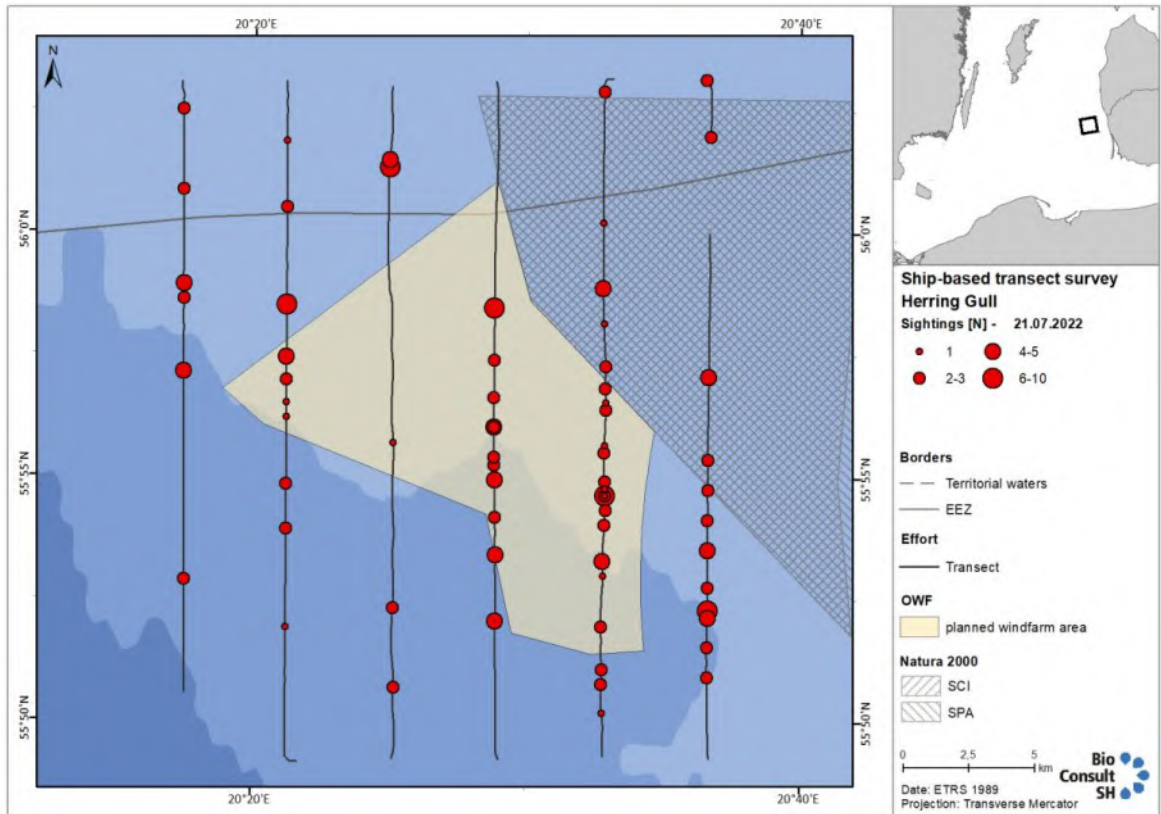 20°20'E
20°40'E
N
56°0'N
56°0'N
55°55'N
55°55'N
55°50'N
55°50'N
20°20'E
20°40'E
Ship-based transect survey
Herring Gull
Sightings [N] - 21.07.2022
1
4-5
2-3
6-10
Borders
Territorial waters
EEZ
Effort
Transect
OWF
planned windfarm area
Natura 2000
SCI
SPA
0 2,5 5
km
Date: ETRS 1989
Projection: Transverse Mercator
Bio
Consult
SH